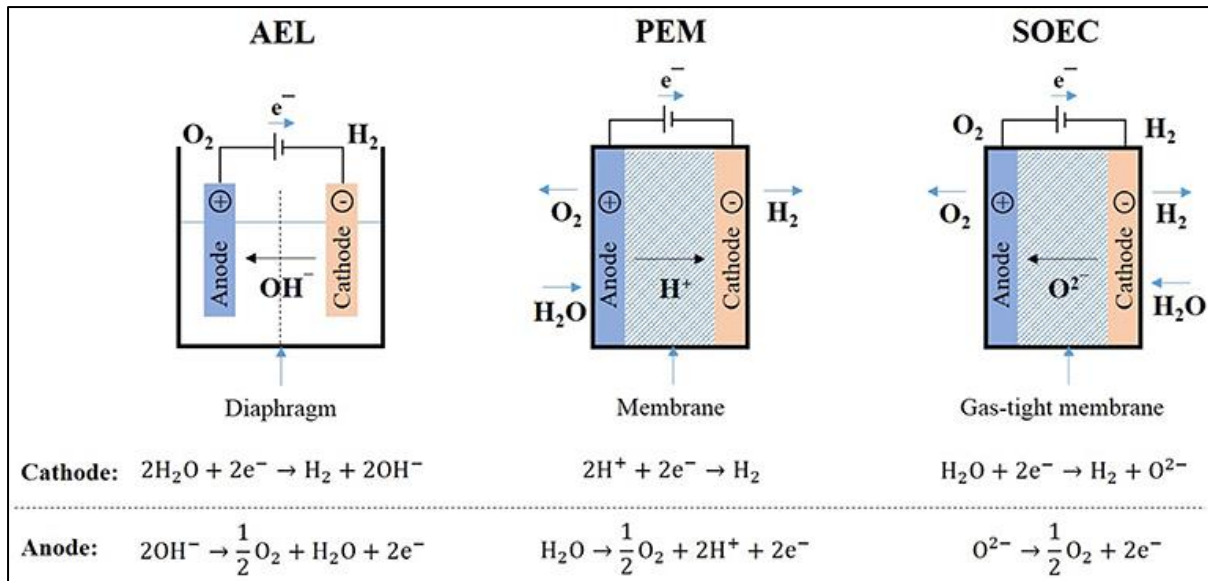 AEL
PEM
SOEC
e⁻
e⁻
e⁻
O₂
H₂
O₂
H₂
+
-
Anode
Cathode
OH⁻
+
-
O₂
H₂
Anode
Cathode
H⁺
H₂O
+
-
O₂
H₂
Anode
Cathode
O²⁻
H₂O
Diaphragm
Membrane
Gas-tight membrane
Cathode: 2H₂O + 2e⁻ → H₂ + 2OH⁻
2H⁺ + 2e⁻ → H₂
H₂O + 2e⁻ → H₂ + O²⁻
Anode: 2OH⁻ → 1/2 O₂ + H₂O + 2e⁻
H₂O → 1/2 O₂ + 2H⁺ + 2e⁻
O²⁻ → 1/2 O₂ + 2e⁻